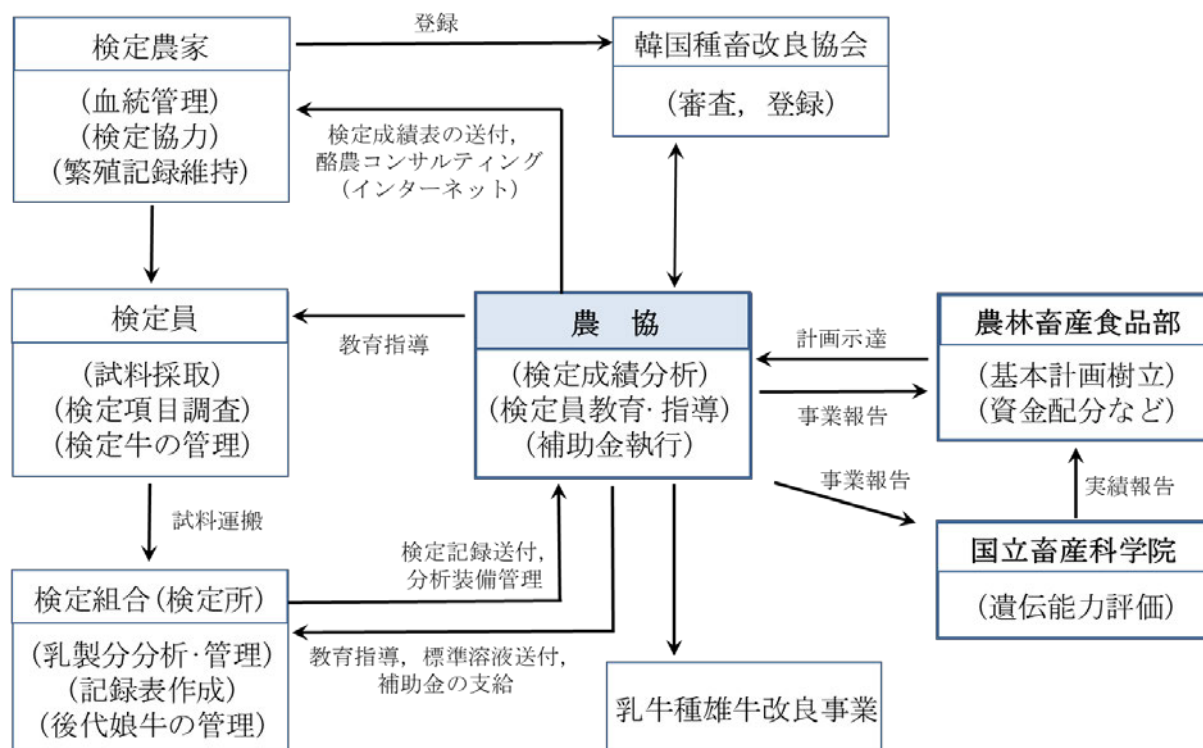 登録
検定農家
(血統管理)
(検定協力)
(繁殖記録維持)
韓国種畜改良協会
(審査，登録)
検定成績表の送付，
酪農コンサルティング
(インターネット)
検定員
(試料採取)
(検定項目調査)
(検定牛の管理)
教育指導
農　協
(検定成績分析)
(検定員教育·指導)
(補助金執行)
計画示達
事業報告
農林畜産食品部
(基本計画樹立)
(資金配分など)
事業報告
実績報告
国立畜産科学院
(遺伝能力評価)
試料運搬
検定記録送付，
分析装備管理
検定組合(検定所)
(乳製分分析·管理)
(記録表作成)
(後代娘牛の管理)
教育指導，標準溶液送付，
補助金の支給
乳牛種雄牛改良事業